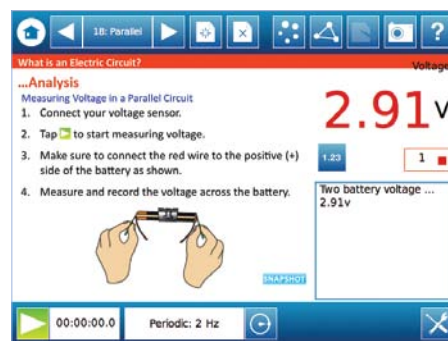 18: Parallel
?
What is an Electric Circuit?
Voltage
...Analysis
Measuring Voltage in a Parallel Circuit
1. Connect your voltage sensor.
2. Tap to start measuring voltage.
3. Make sure to connect the red wire to the positive (+)
side of the battery as shown.
4. Measure and record the voltage across the battery.
2.91v
1.23
1
Two battery voltage ...
2.91v
SNAPSHOT
00:00:00.0
Periodic: 2 Hz